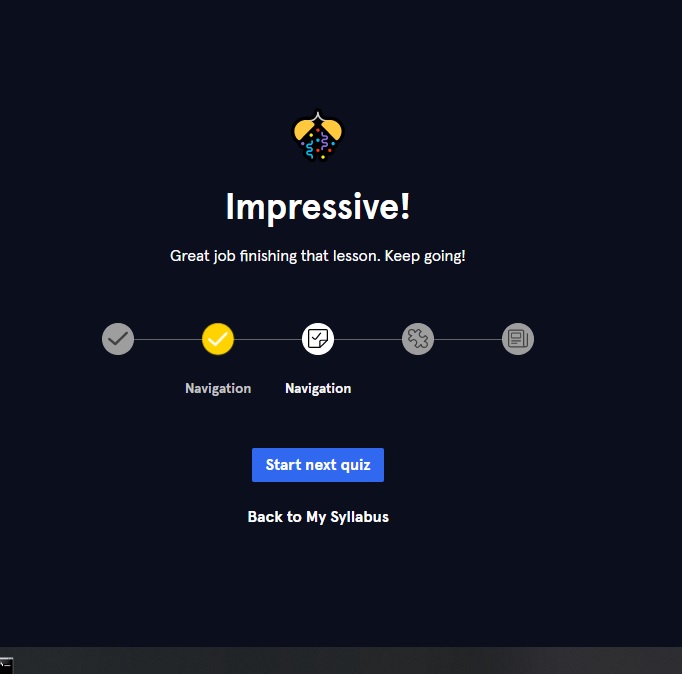 Impressive!
Great job finishing that lesson. Keep going!
Navigation
Navigation
Start next quiz
Back to My Syllabus